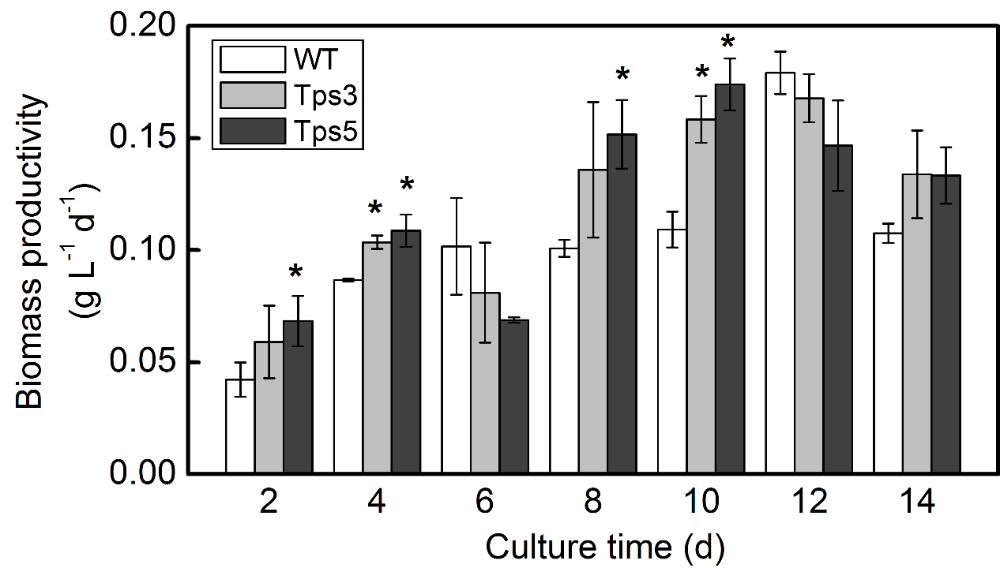 0.20
0.15
0.10
0.05
0.00
Biomass productivity
(g L⁻¹ d⁻¹)
WT
Tps3
Tps5
*
*
*
*
*
*
2 4 6 8 10 12 14
Culture time (d)